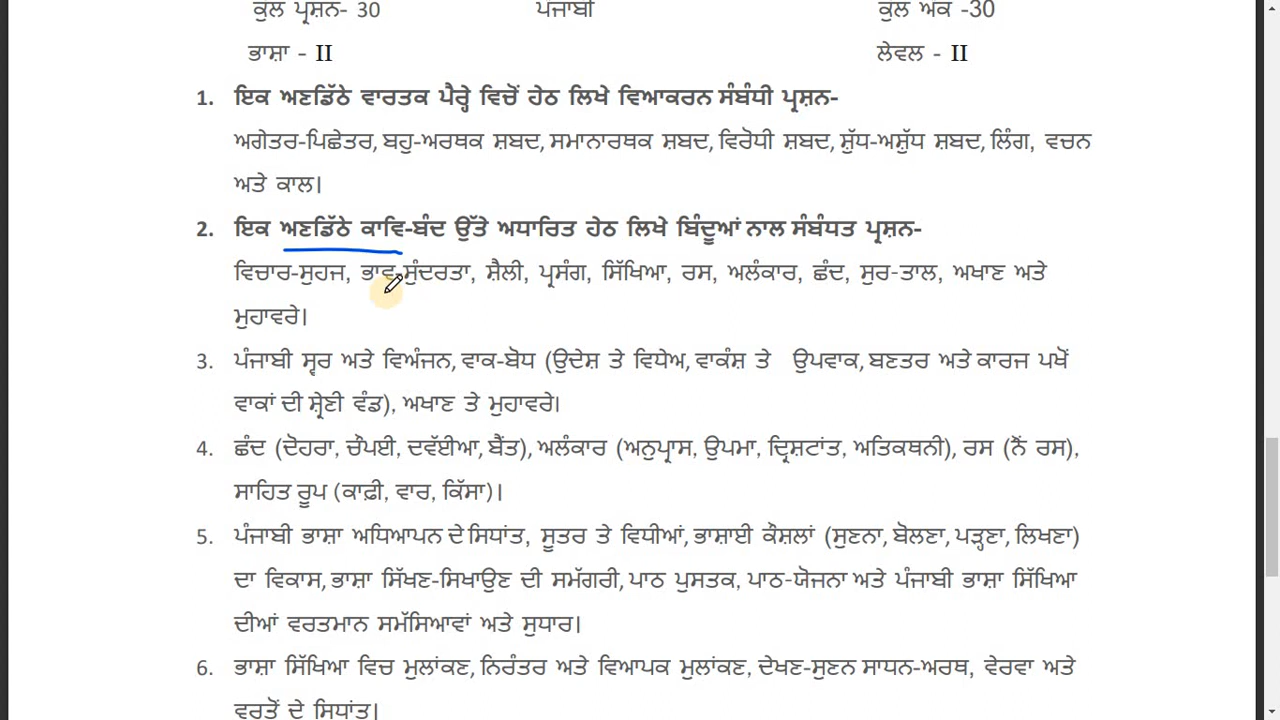 ਕੁਲ ਪ੍ਰਸ਼ਨ- 30 ਪੰਜਾਬੀ ਕੁਲ ਅੰਕ -30
ਭਾਸ਼ਾ - II ਲੇਵਲ - II
1. ਇਕ ਅਣਡਿੱਠੇ ਵਾਰਤਕ ਪੈਰ੍ਹੇ ਵਿਚੋਂ ਹੇਠ ਲਿਖੇ ਵਿਆਕਰਨ ਸੰਬੰਧੀ ਪ੍ਰਸ਼ਨ-
ਅਗੇਤਰ-ਪਿਛੇਤਰ, ਬਹੁ-ਅਰਥਕ ਸ਼ਬਦ, ਸਮਾਨਾਰਥਕ ਸ਼ਬਦ, ਵਿਰੋਧੀ ਸ਼ਬਦ, ਸ਼ੁੱਧ-ਅਸ਼ੁੱਧ ਸ਼ਬਦ, ਲਿੰਗ, ਵਚਨ
ਅਤੇ ਕਾਲ।
2. ਇਕ ਅਣਡਿੱਠੇ ਕਾਵਿ-ਬੰਦ ਉੱਤੇ ਅਧਾਰਿਤ ਹੇਠ ਲਿਖੇ ਬਿੰਦੂਆਂ ਨਾਲ ਸੰਬੰਧਤ ਪ੍ਰਸ਼ਨ-
ਵਿਚਾਰ-ਸੁਹਜ, ਭਾਵ-ਸੁੰਦਰਤਾ, ਸ਼ੈਲੀ, ਪ੍ਰਸੰਗ, ਸਿੱਖਿਆ, ਰਸ, ਅਲੰਕਾਰ, ਛੰਦ, ਸੁਰ-ਤਾਲ, ਅਖਾਣ ਅਤੇ
ਮੁਹਾਵਰੇ।
3. ਪੰਜਾਬੀ ਸ੍ਵਰ ਅਤੇ ਵਿਅੰਜਨ, ਵਾਕ-ਬੋਧ (ਉਦੇਸ਼ ਤੇ ਵਿਧੇਅ, ਵਾਕੰਸ਼ ਤੇ ਉਪਵਾਕ, ਬਣਤਰ ਅਤੇ ਕਾਰਜ ਪਖੋਂ
ਵਾਕਾਂ ਦੀ ਸ਼੍ਰੇਣੀ ਵੰਡ), ਅਖਾਣ ਤੇ ਮੁਹਾਵਰੇ।
4. ਛੰਦ (ਦੋਹਰਾ, ਚੌਪਈ, ਦਵੱਈਆ, ਬੈਂਤ), ਅਲੰਕਾਰ (ਅਨੁਪ੍ਰਾਸ, ਉਪਮਾ, ਦ੍ਰਿਸ਼ਟਾਂਤ, ਅਤਿਕਥਨੀ), ਰਸ (ਨੌਂ ਰਸ),
ਸਾਹਿਤ ਰੂਪ (ਕਾਫ਼ੀ, ਵਾਰ, ਕਿੱਸਾ)।
5. ਪੰਜਾਬੀ ਭਾਸ਼ਾ ਅਧਿਆਪਨ ਦੇ ਸਿਧਾਂਤ, ਸੂਤਰ ਤੇ ਵਿਧੀਆਂ, ਭਾਸ਼ਾਈ ਕੌਸ਼ਲਾਂ (ਸੁਣਨਾ, ਬੋਲਣਾ, ਪੜ੍ਹਣਾ, ਲਿਖਣਾ)
ਦਾ ਵਿਕਾਸ, ਭਾਸ਼ਾ ਸਿੱਖਣ-ਸਿਖਾਉਣ ਦੀ ਸਮੱਗਰੀ, ਪਾਠ ਪੁਸਤਕ, ਪਾਠ-ਯੋਜਨਾ ਅਤੇ ਪੰਜਾਬੀ ਭਾਸ਼ਾ ਸਿੱਖਿਆ
ਦੀਆਂ ਵਰਤਮਾਨ ਸਮੱਸਿਆਵਾਂ ਅਤੇ ਸੁਧਾਰ।
6. ਭਾਸ਼ਾ ਸਿੱਖਿਆ ਵਿਚ ਮੁਲਾਂਕਣ, ਨਿਰੰਤਰ ਅਤੇ ਵਿਆਪਕ ਮੁਲਾਂਕਣ, ਦੇਖਣ-ਸੁਣਨ ਸਾਧਨ-ਅਰਥ, ਵੇਰਵਾ ਅਤੇ
ਵਰਤੋਂ ਦੇ ਸਿਧਾਂਤ।